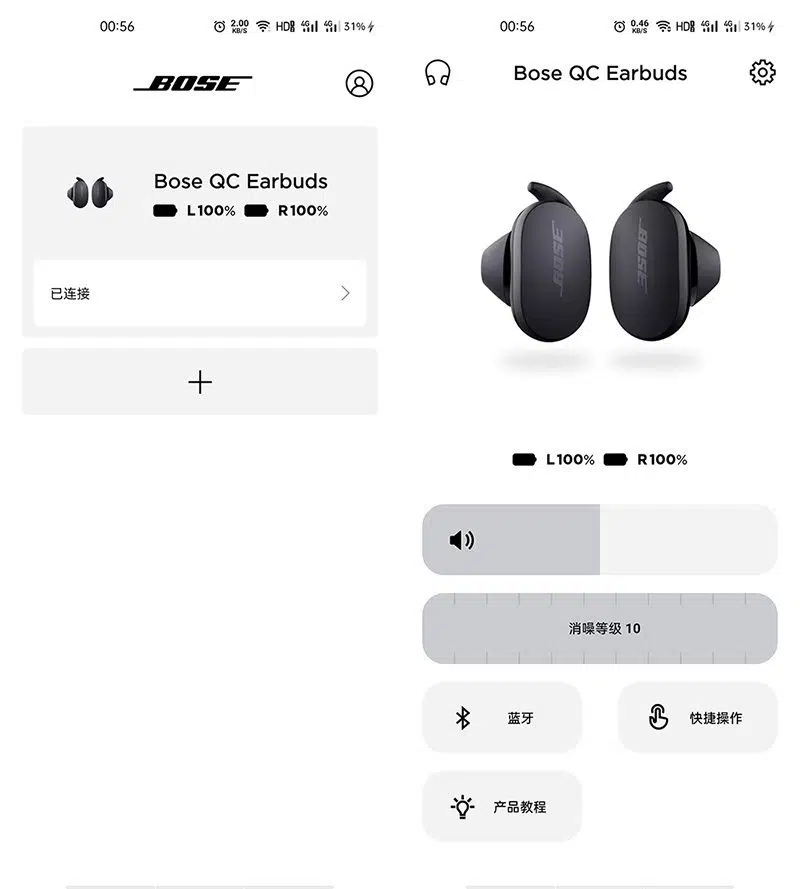 00:56
2.00 KB/S HD 4G 4G 31%
BOSE
Bose QC Earbuds
L100% R100%
已连接
00:56
0.46 KB/S HD 4G 4G 31%
Bose QC Earbuds
BOSE BOSE
L100% R100%
消噪等级 10
蓝牙
快捷操作
产品教程